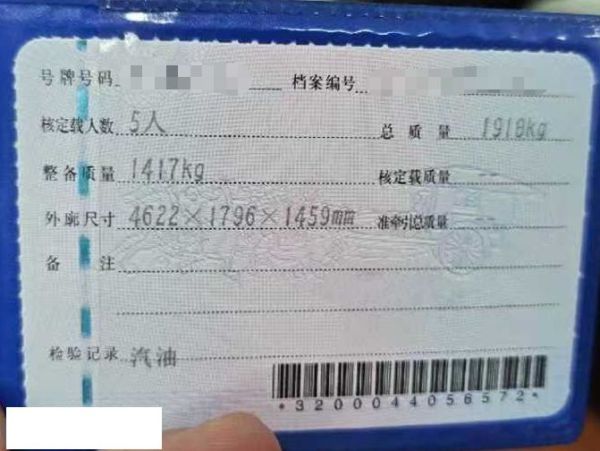 号牌号码 档案编号
核定载人数 5人 总质量 1918kg
整备质量 1417kg 核定载质量 --
外廓尺寸 4622×1796×1459mm 准牵引总质量 --
备注
检验记录 汽油
*3200044056572*